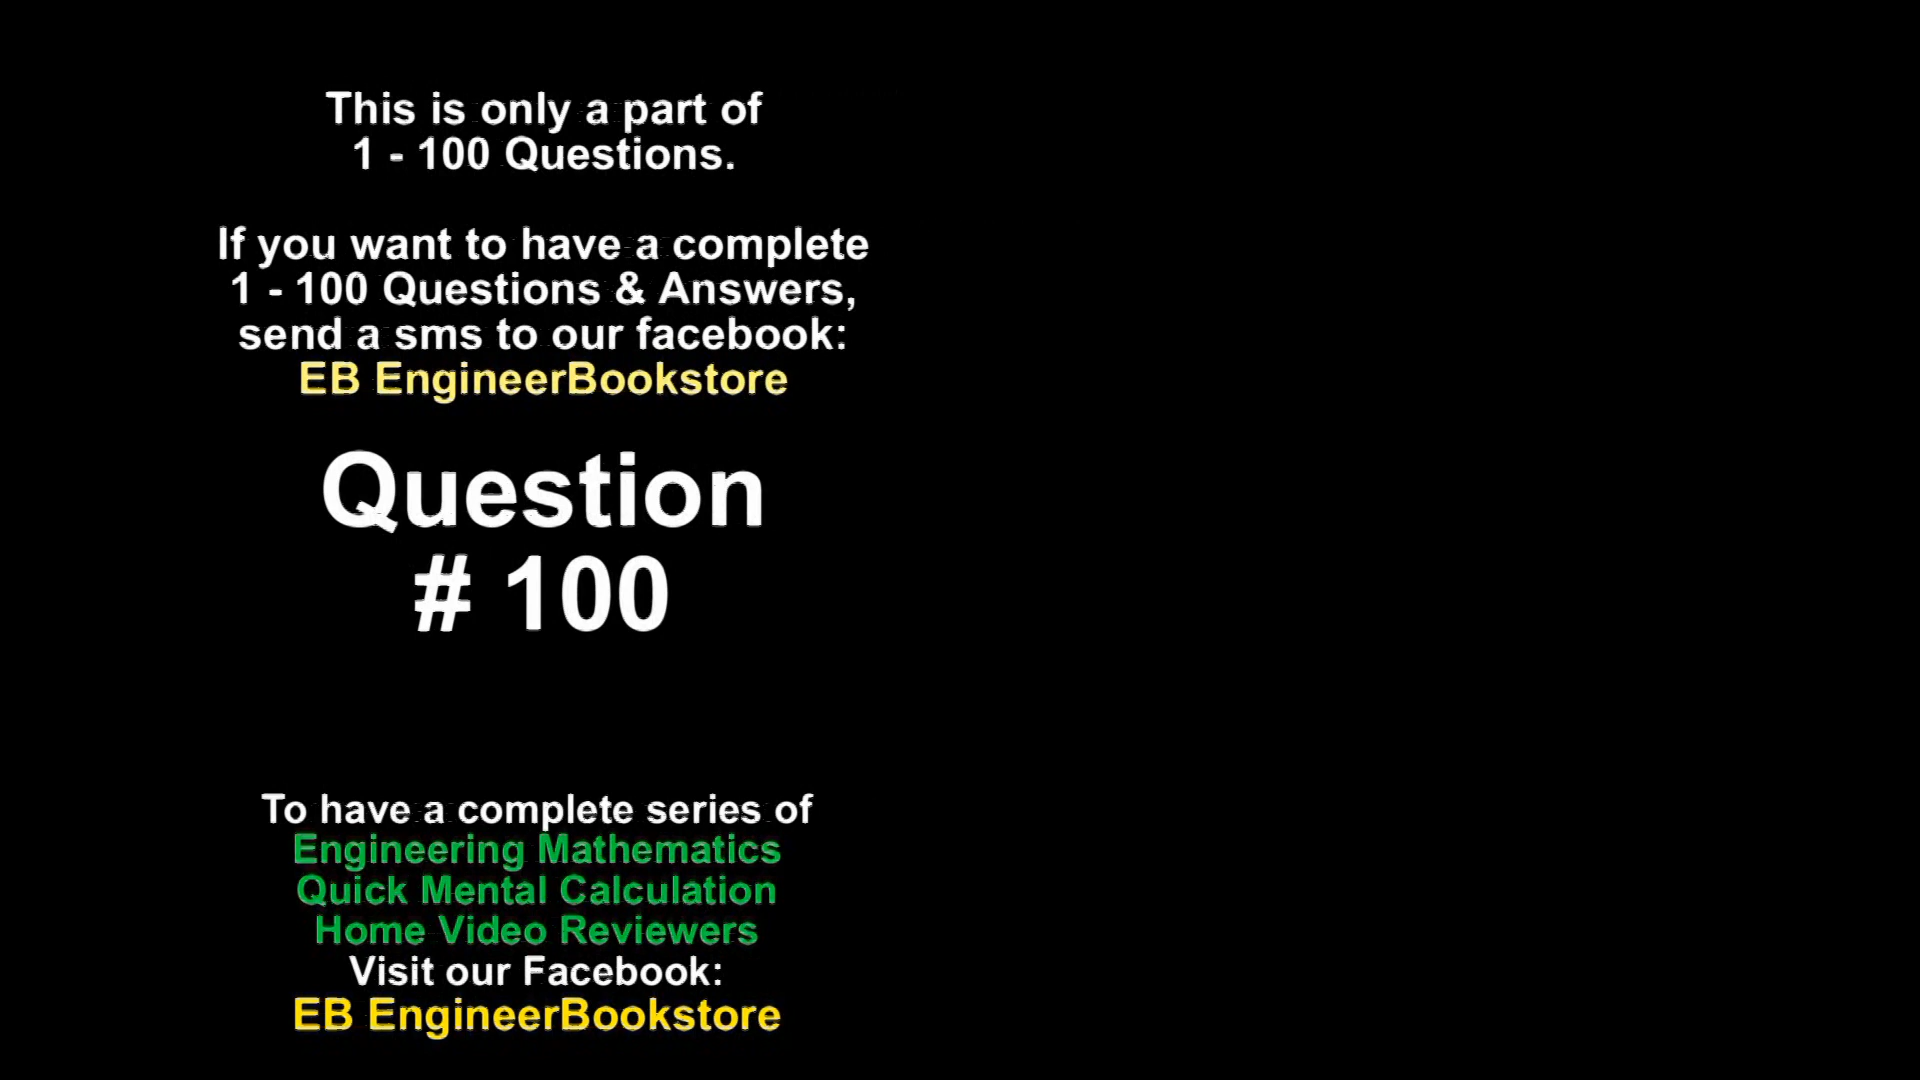 This is only a part of
1 - 100 Questions.
If you want to have a complete
1 - 100 Questions & Answers,
send a sms to our facebook:
EB EngineerBookstore
Question
# 100
To have a complete series of
Engineering Mathematics
Quick Mental Calculation
Home Video Reviewers
Visit our Facebook:
EB EngineerBookstore